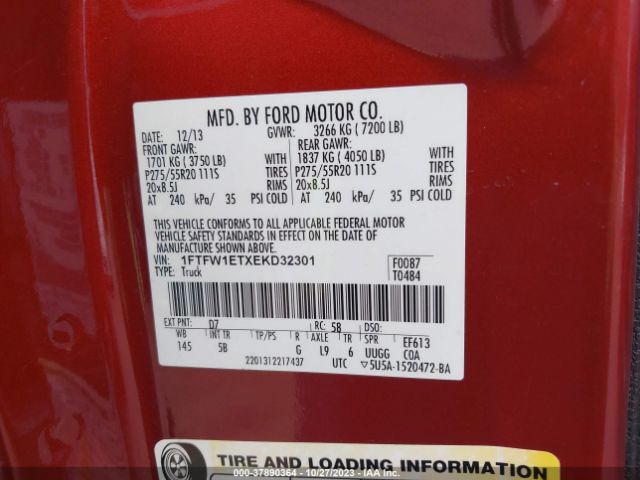 MFD. BY FORD MOTOR CO.
DATE: 12/13 GVWR: 3266 KG ( 7200 LB)
FRONT GAWR: REAR GAWR:
1701 KG ( 3750 LB) WITH 1837 KG ( 4050 LB) WITH
P275/55R20 111S TIRES P275/55R20 111S TIRES
20x8.5J RIMS 20x8.5J RIMS
AT 240 kPa/ 35 PSI COLD AT 240 kPa/ 35 PSI COLD
THIS VEHICLE CONFORMS TO ALL APPLICABLE FEDERAL MOTOR
VEHICLE SAFETY STANDARDS IN EFFECT ON THE DATE OF
MANUFACTURE SHOWN ABOVE.
VIN: 1FTFW1ETXEKD32301 F0087
TYPE: Truck T0484
EXT PNT: D7 RC: 58 DSO:
WB INT TR TP/PS R AXLE TR SPR EF613
145 5B G L9 6 UUGG COA
2201312217437 UTC ▽5U5A-1520472-BA
TIRE AND LOADING INFORMATION
© IAA - 37890364 - 10/27/2023 - IAAI.COM